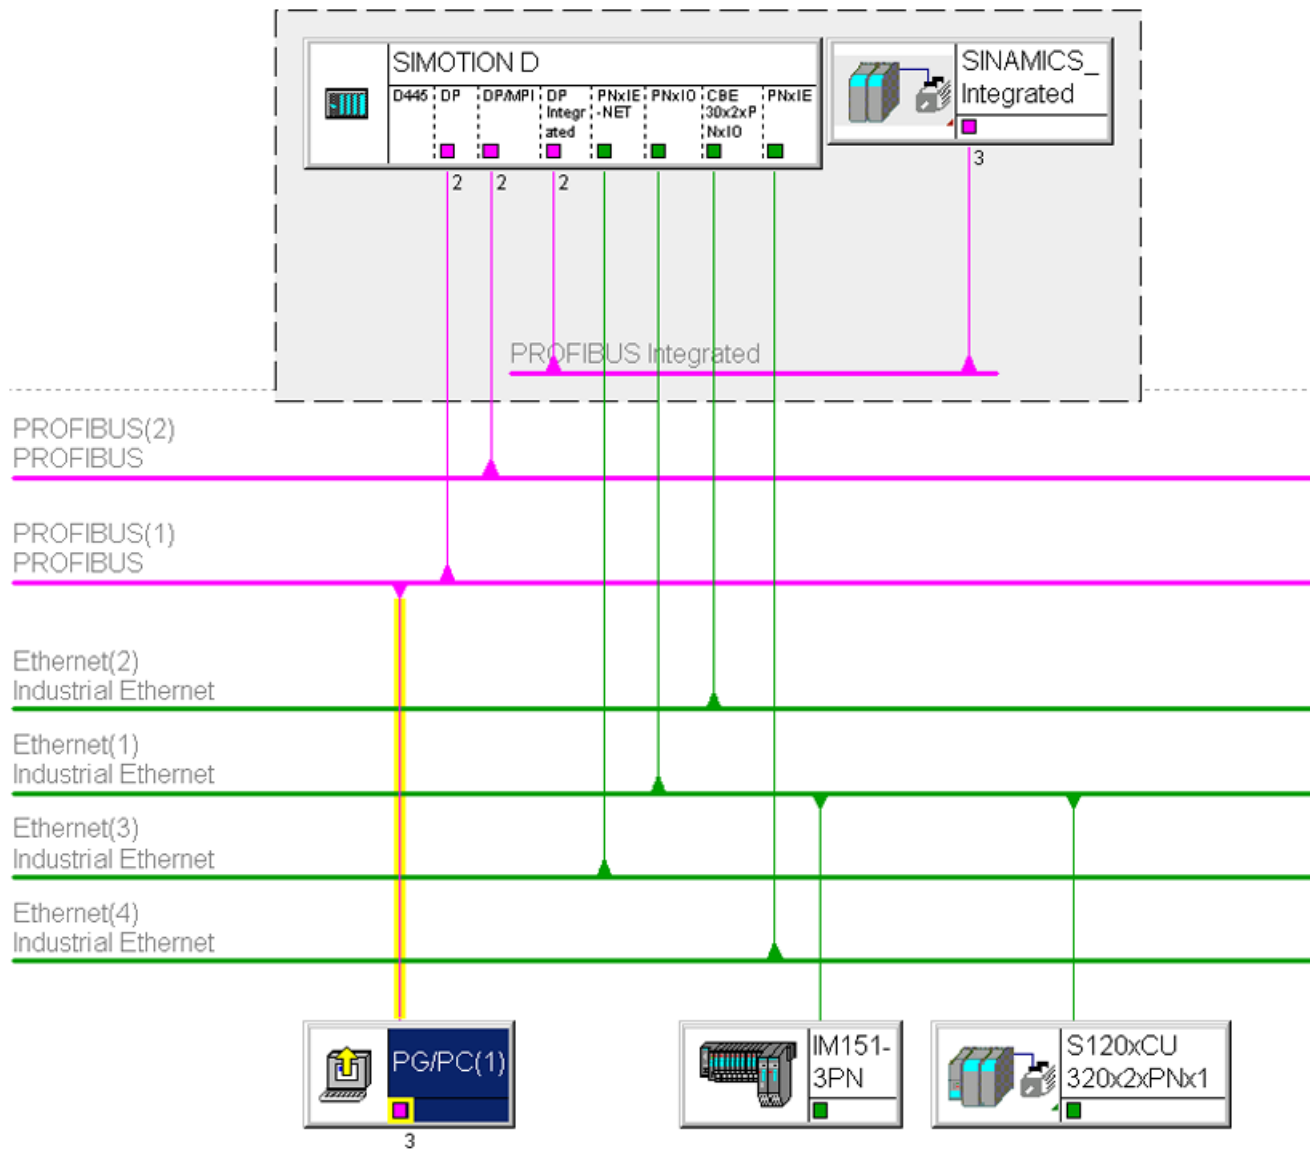 SIMOTION D
D445
DP
DP/MPI
DP
Integr
ated
PNxIE
-NET
PNxIO
CBE
30x2xP
NxIO
PNxIE
2
2
2
SINAMICS_
Integrated
3
PROFIBUS Integrated
PROFIBUS(2)
PROFIBUS
PROFIBUS(1)
PROFIBUS
Ethernet(2)
Industrial Ethernet
Ethernet(1)
Industrial Ethernet
Ethernet(3)
Industrial Ethernet
Ethernet(4)
Industrial Ethernet
PG/PC(1)
3
IM151-
3PN
S120xCU
320x2xPNx1